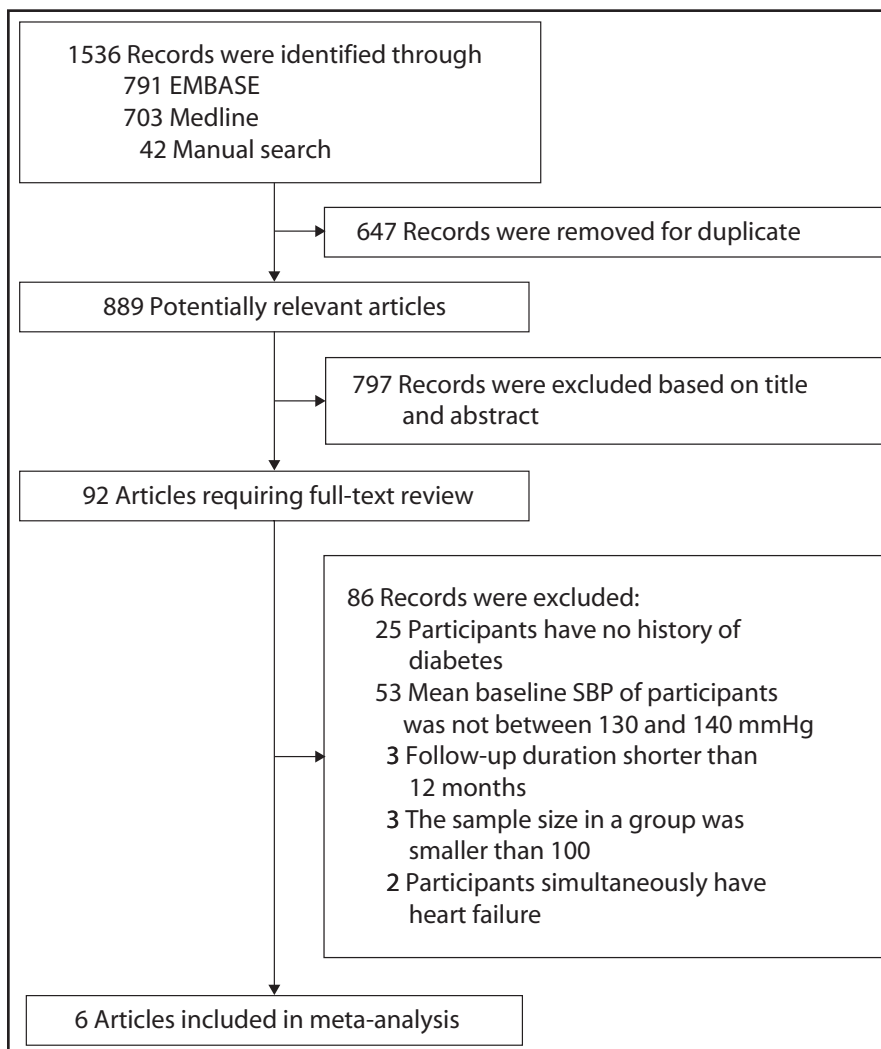 1536 Records were identified through
791 EMBASE
703 Medline
42 Manual search
647 Records were removed for duplicate
889 Potentially relevant articles
797 Records were excluded based on title
and abstract
92 Articles requiring full-text review
86 Records were excluded:
25 Participants have no history of
diabetes
53 Mean baseline SBP of participants
was not between 130 and 140 mmHg
3 Follow-up duration shorter than
12 months
3 The sample size in a group was
smaller than 100
2 Participants simultaneously have
heart failure
6 Articles included in meta-analysis